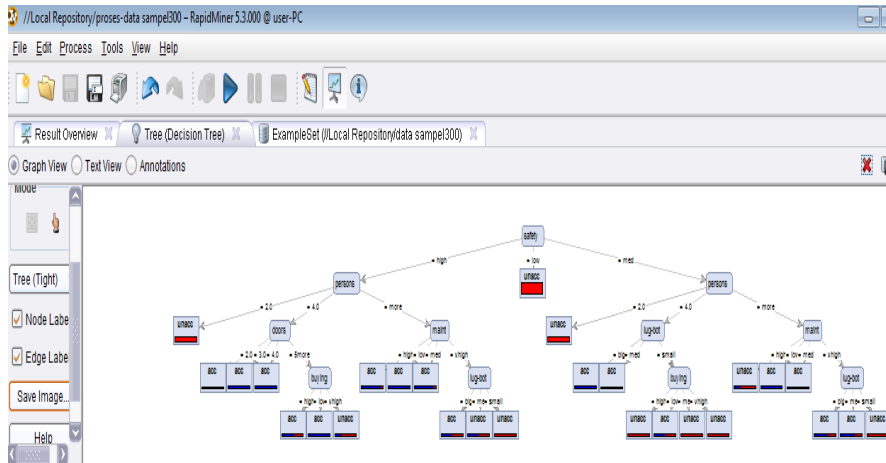 //Local Repository/proses-data sampel300 – RapidMiner 5.3.000 @ user-PC
File Edit Process Tools View Help
Result Overview Tree (Decision Tree) ExampleSet (//Local Repository/data sampel300)
Graph View Text View Annotations
Mode
Tree (Tight)
Node Labe
Edge Labe
Save Image...
Help
safety
high low med
persons unacc persons
2.0 4.0 more 2.0 4.0 more
unacc doors maint unacc lug-bot maint
2.0 3.0 4.0 5more high low med vhigh big med small high low med vhigh
acc acc acc buying acc acc acc lug-bot acc acc buying unacc acc acc lug-bot
high low vhigh big me small high low me vhigh big me small
acc acc unacc acc unacc unacc unacc acc unacc unacc acc acc unacc